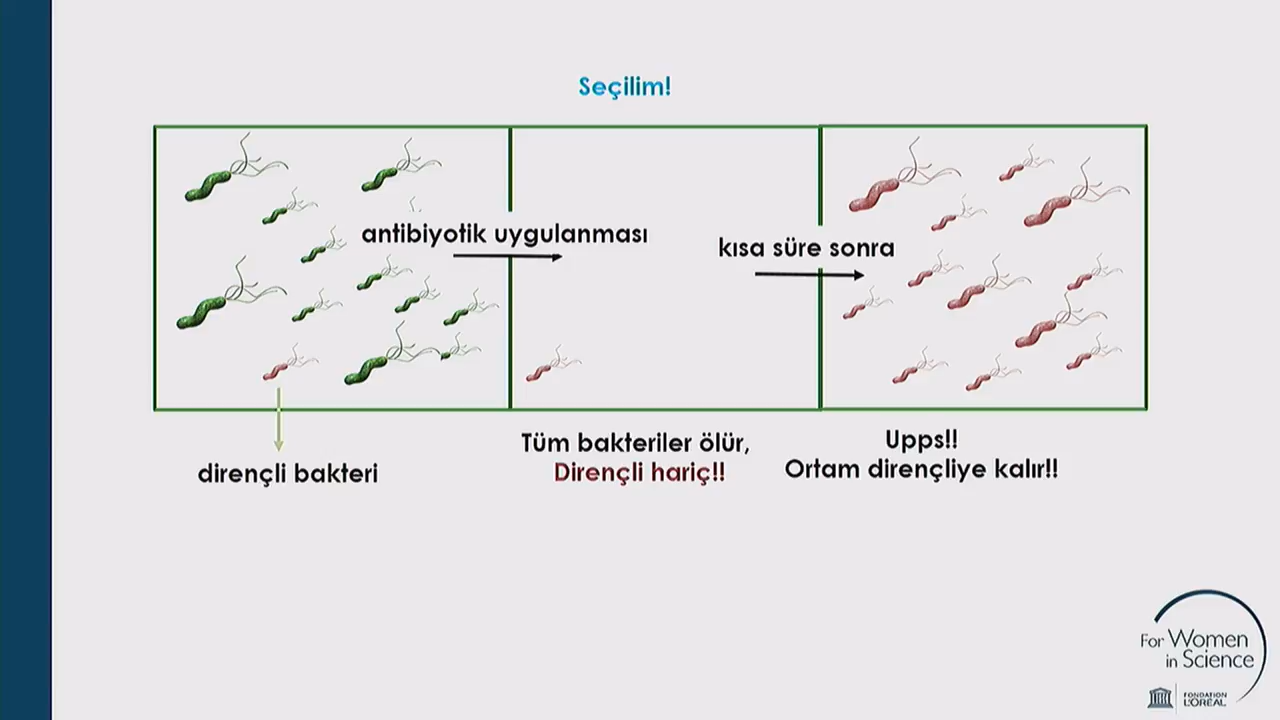 Seçilim!
antibiyotik uygulanması
kısa süre sonra
dirençli bakteri
Tüm bakteriler ölür,
Dirençli hariç!!
Upps!!
Ortam dirençliye kalır!!
For Women
in Science
FONDATION
L'ORÉAL